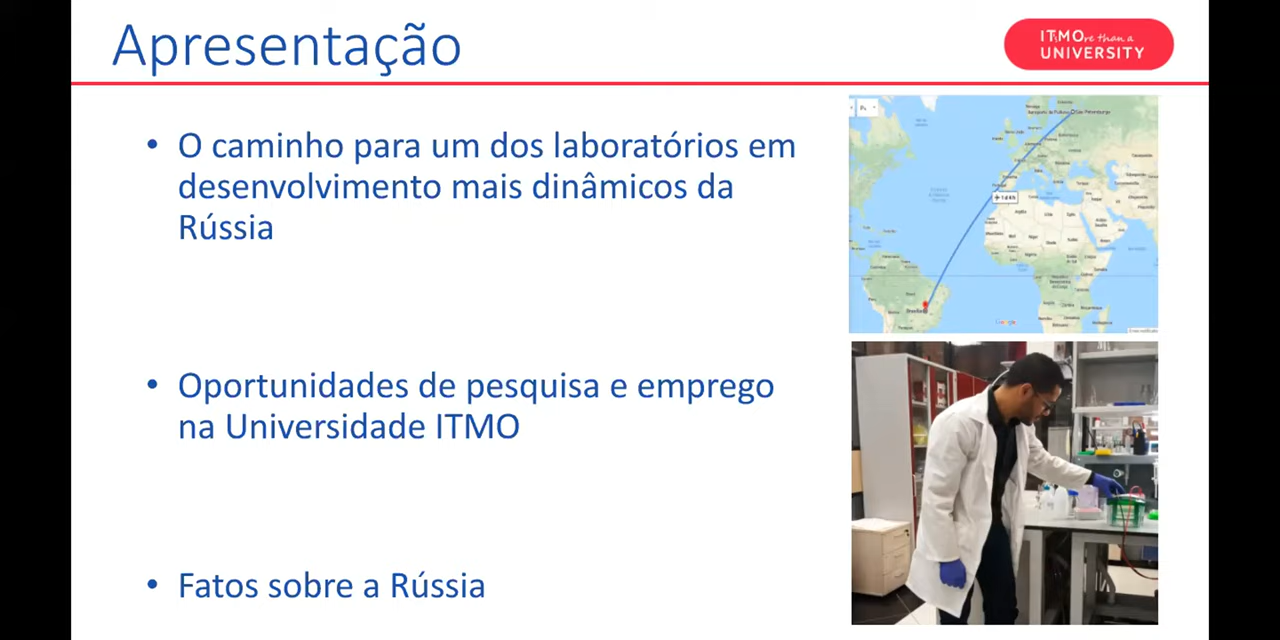 Apresentação
ITMOre than a
UNIVERSITY
• O caminho para um dos laboratórios em
desenvolvimento mais dinâmicos da
Rússia
• Oportunidades de pesquisa e emprego
na Universidade ITMO
• Fatos sobre a Rússia
Google